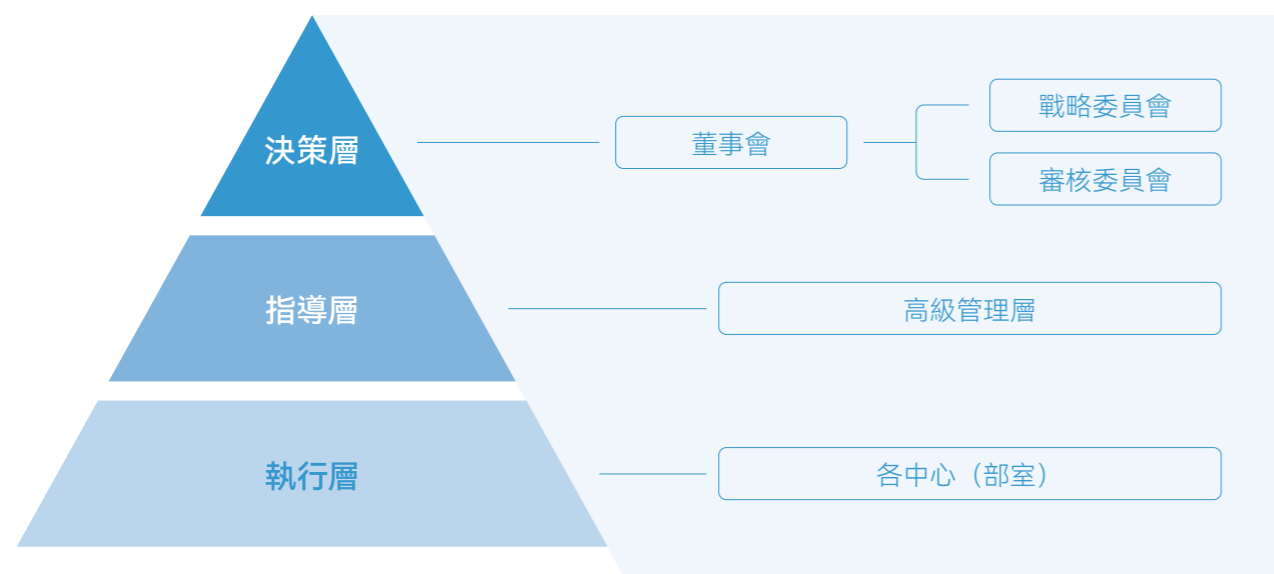 決策層
董事會
戰略委員會
審核委員會
指導層
高級管理層
執行層
各中心（部室）